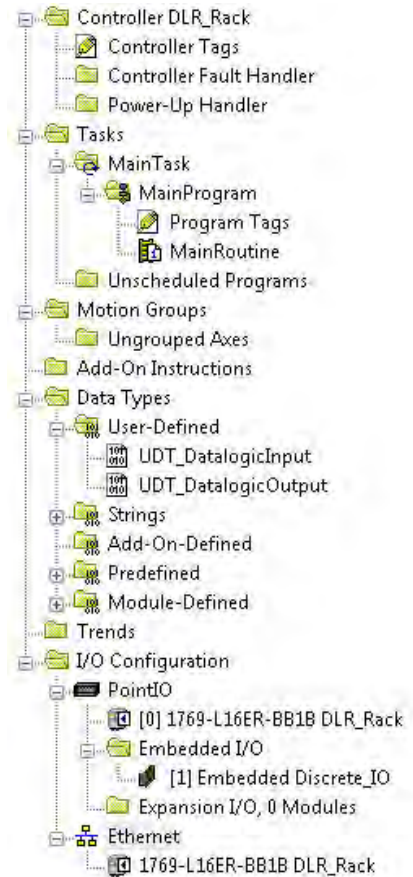 Controller DLR_Rack
Controller Tags
Controller Fault Handler
Power-Up Handler
Tasks
MainTask
MainProgram
Program Tags
MainRoutine
Unscheduled Programs
Motion Groups
Ungrouped Axes
Add-On Instructions
Data Types
User-Defined
UDT_DatalogicInput
UDT_DatalogicOutput
Strings
Add-On-Defined
Predefined
Module-Defined
Trends
I/O Configuration
PointIO
[0] 1769-L16ER-BB1B DLR_Rack
Embedded I/O
[1] Embedded Discrete_IO
Expansion I/O, 0 Modules
Ethernet
1769-L16ER-BB1B DLR_Rack